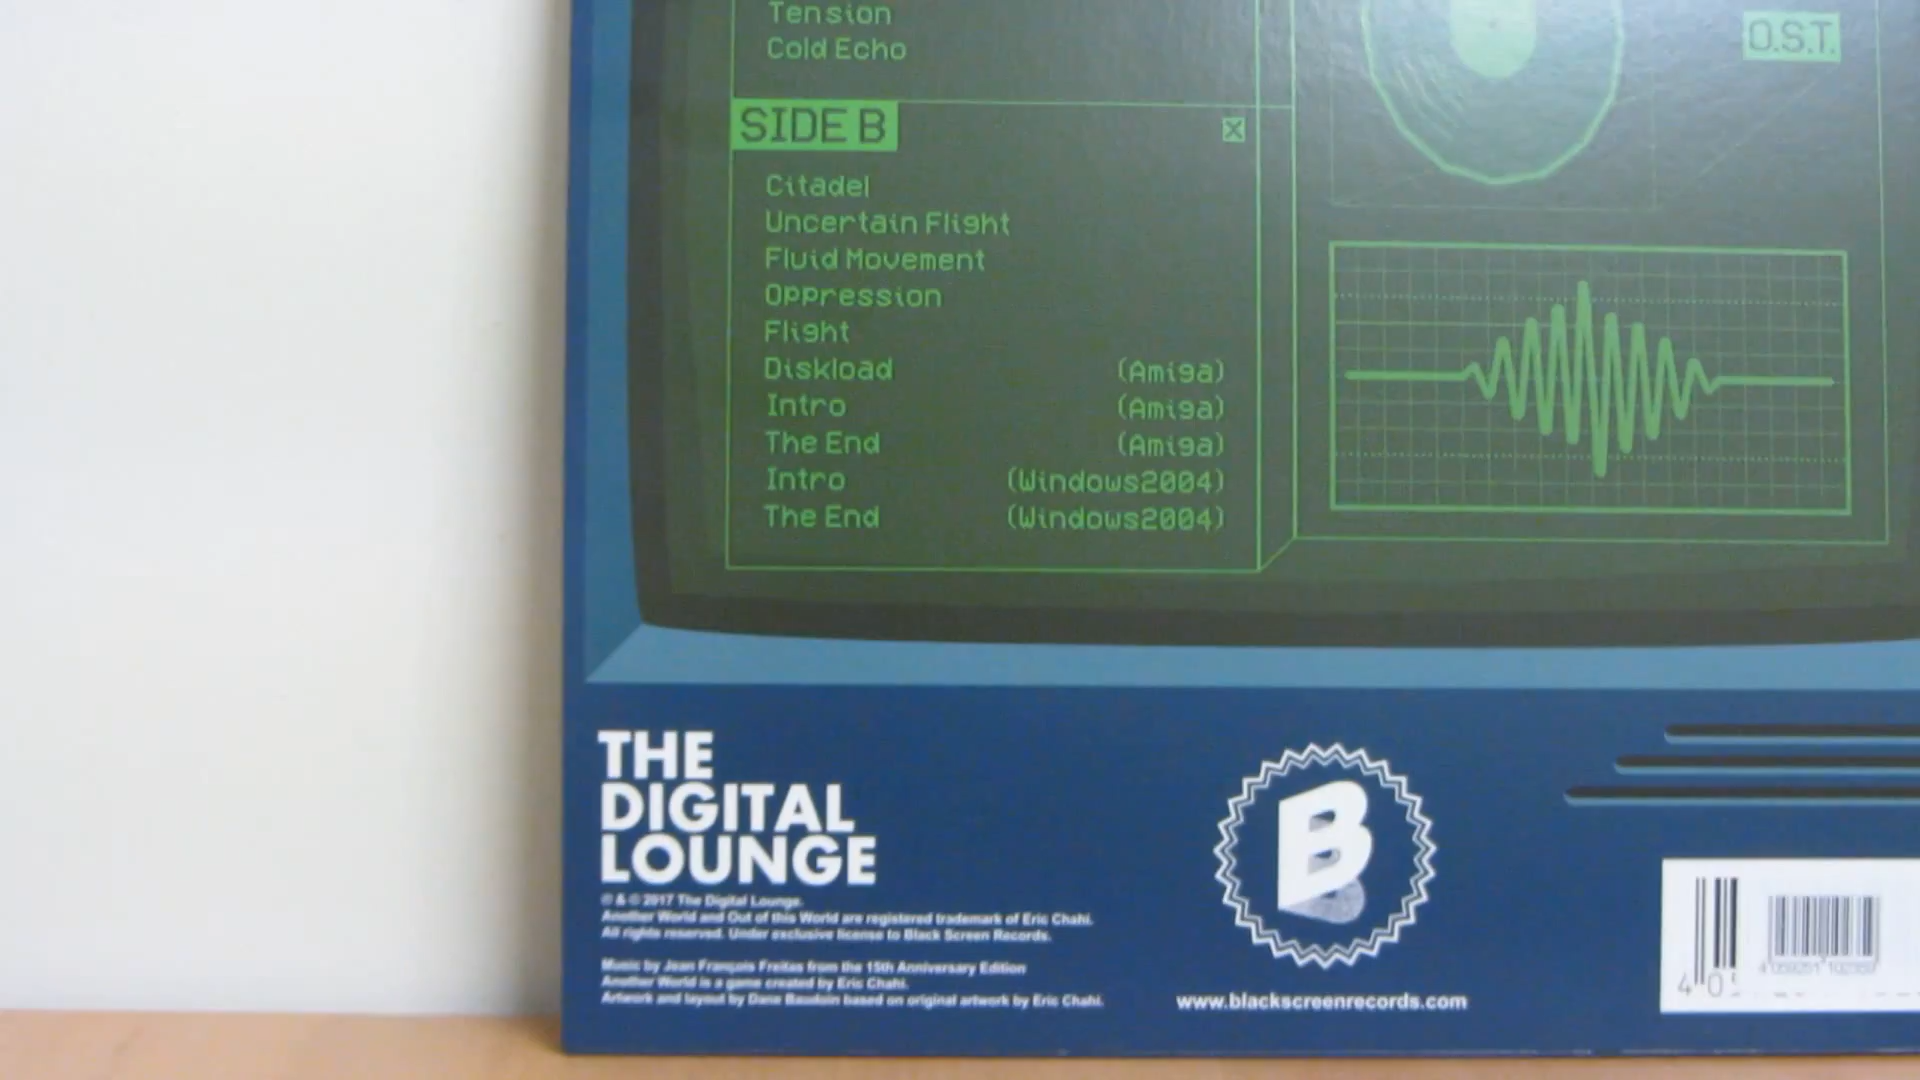 Tension
Cold Echo
O.S.T.
SIDE B
Citadel
Uncertain Flight
Fluid Movement
Oppression
Flight
Diskload (Amiga)
Intro (Amiga)
The End (Amiga)
Intro (Windows2004)
The End (Windows2004)
THE
DIGITAL
LOUNGE
℗ & © 2017 The Digital Lounge.
Another World and Out of this World are registered trademark of Eric Chahi.
All rights reserved. Under exclusive license to Black Screen Records.
Music by Jean François Freitas from the 15th Anniversary Edition
Another World is a game created by Eric Chahi.
Artwork and layout by Dane Baudoin based on original artwork by Eric Chahi.
B
www.blackscreenrecords.com